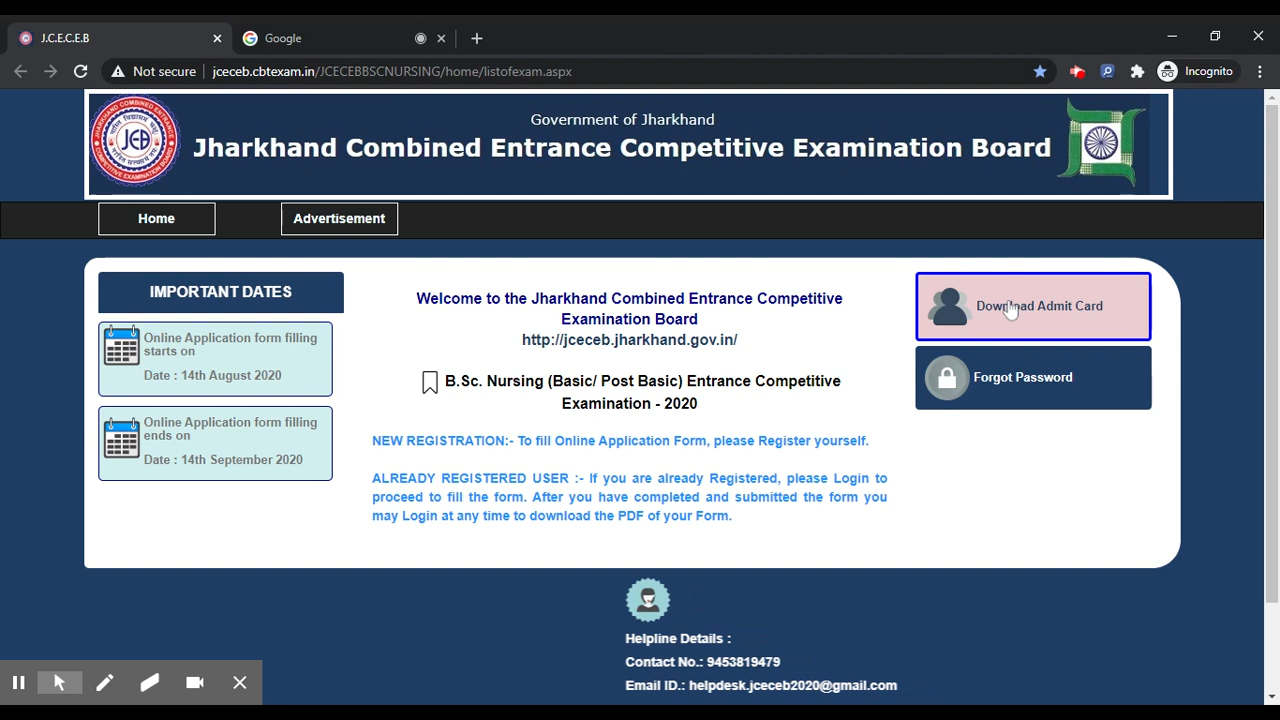 J.C.E.C.E.B
Google
Not secure
jceceb.cbtexam.in/JCECEBBSCNURSING/home/listofexam.aspx
Incognito
Government of Jharkhand
Jharkhand Combined Entrance Competitive Examination Board
JCEB
Home
Advertisement
IMPORTANT DATES
Online Application form filling
starts on
Date : 14th August 2020
Online Application form filling
ends on
Date : 14th September 2020
Welcome to the Jharkhand Combined Entrance Competitive
Examination Board
http://jceceb.jharkhand.gov.in/
B.Sc. Nursing (Basic/ Post Basic) Entrance Competitive
Examination - 2020
NEW REGISTRATION:- To fill Online Application Form, please Register yourself.
ALREADY REGISTERED USER :- If you are already Registered, please Login to
proceed to fill the form. After you have completed and submitted the form you
may Login at any time to download the PDF of your Form.
Download Admit Card
Forgot Password
Helpline Details :
Contact No.: 9453819479
Email ID.: helpdesk.jceceb2020@gmail.com